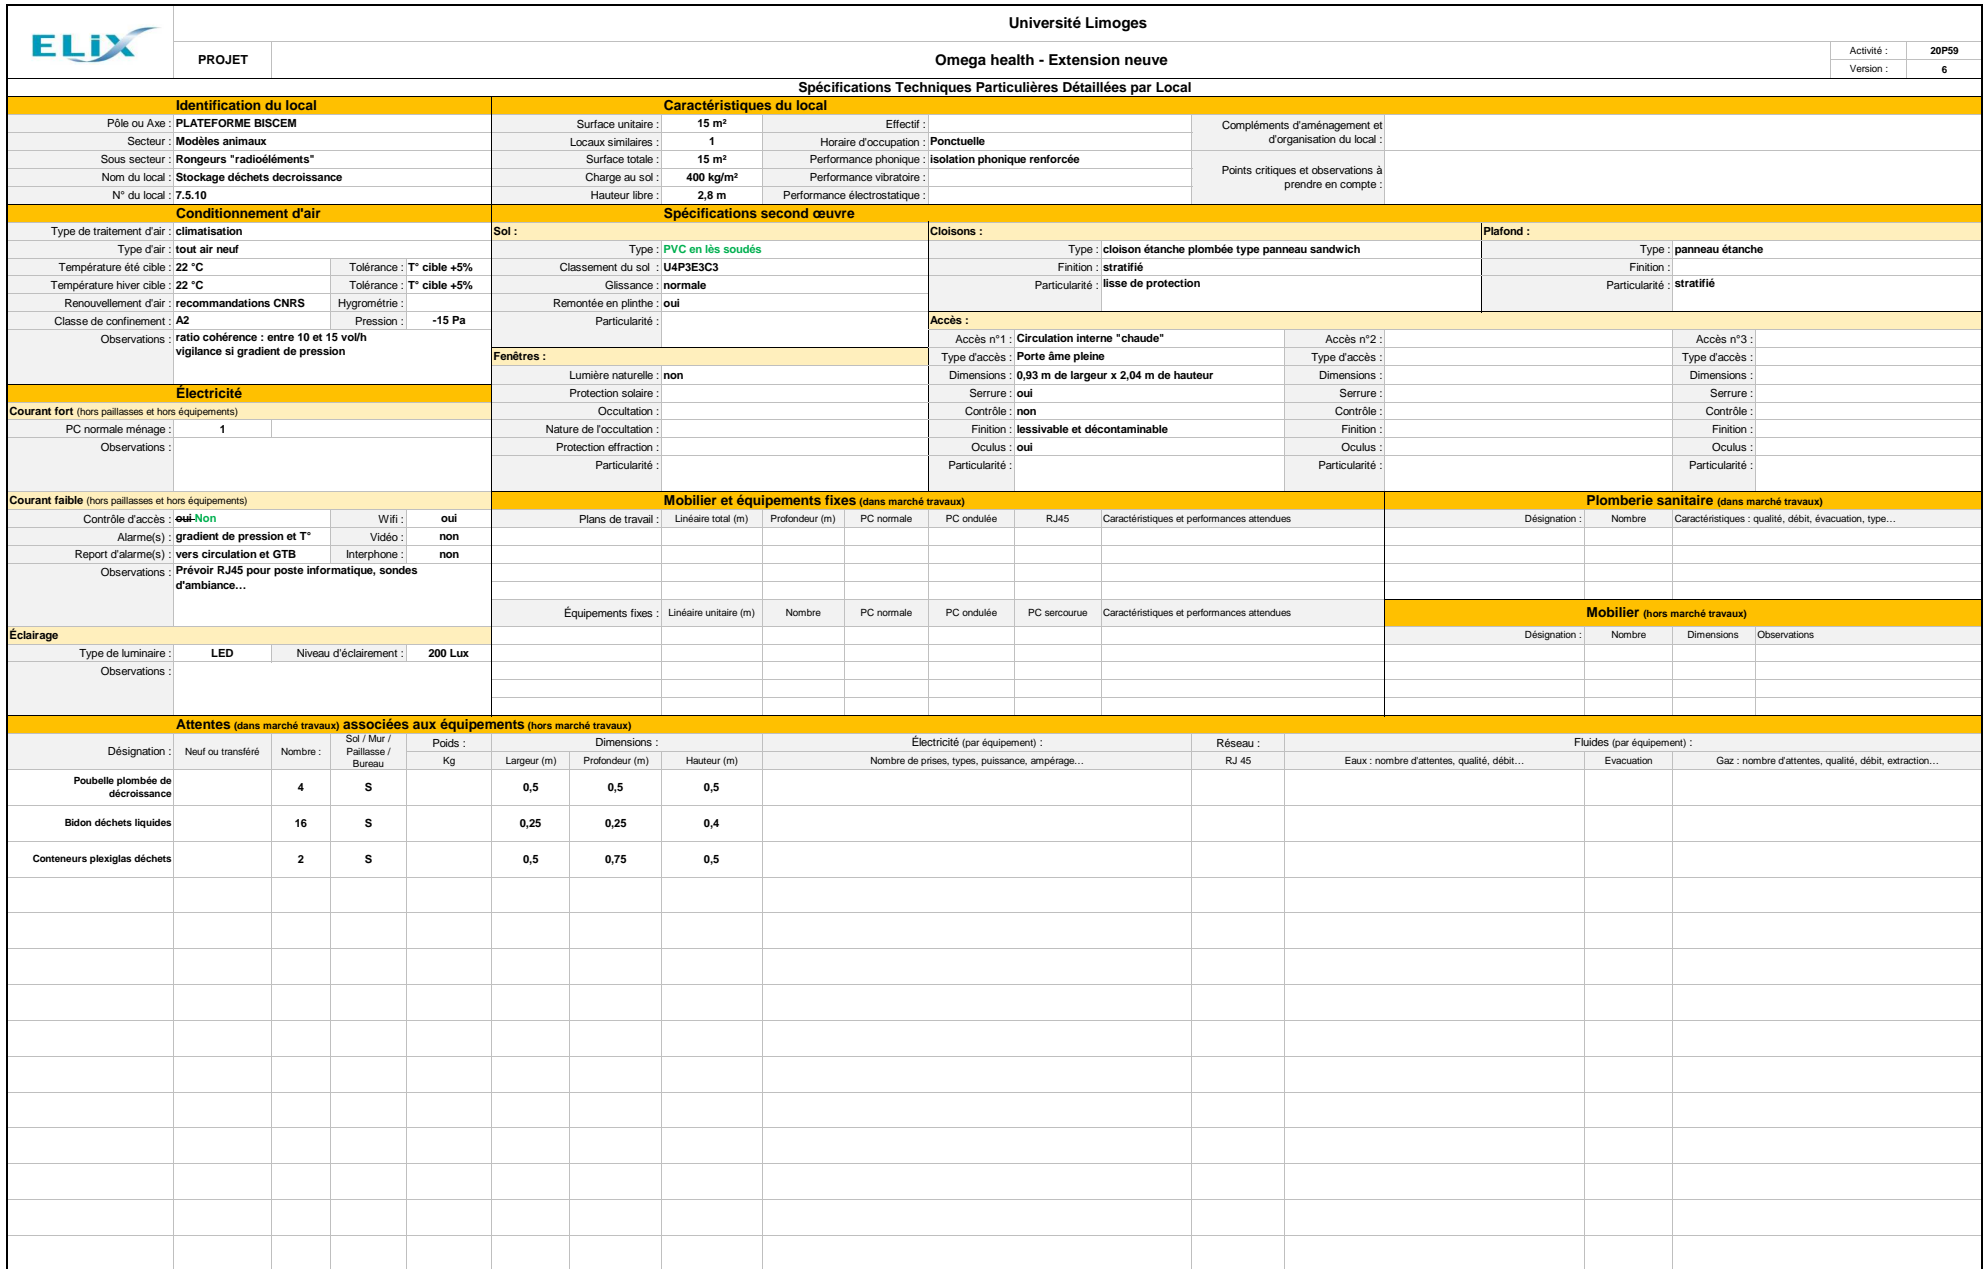 ELiX
Université Limoges
PROJET
Omega health - Extension neuve
Activité : 20P59
Version : 6
Spécifications Techniques Particulières Détaillées par Local
Identification du local
Caractéristiques du local
Pôle ou Axe : PLATEFORME BISCEM
Secteur : Modèles animaux
Sous secteur : Rongeurs "radioéléments"
Nom du local : Stockage déchets decroissance
N° du local : 7.5.10
Surface unitaire : 15 m²
Locaux similaires : 1
Surface totale : 15 m²
Charge au sol : 400 kg/m²
Hauteur libre : 2,8 m
Effectif :
Horaire d'occupation : Ponctuelle
Performance phonique : isolation phonique renforcée
Performance vibratoire :
Performance électrostatique :
Compléments d'aménagement et
d'organisation du local :
Points critiques et observations à
prendre en compte :
Conditionnement d'air
Type de traitement d'air : climatisation
Type d'air : tout air neuf
Température été cible : 22 °C Tolérance : T° cible +5%
Température hiver cible : 22 °C Tolérance : T° cible +5%
Renouvellement d'air : recommandations CNRS Hygrométrie :
Classe de confinement : A2 Pression : -15 Pa
Observations : ratio cohérence : entre 10 et 15 vol/h
vigilance si gradient de pression
Spécifications second œuvre
Sol :
Type : PVC en lès soudés
Classement du sol : U4P3E3C3
Glissance : normale
Remontée en plinthe : oui
Particularité :
Cloisons :
Type : cloison étanche plombée type panneau sandwich
Finition : stratifié
Particularité : lisse de protection
Plafond :
Type : panneau étanche
Finition :
Particularité : stratifié
Fenêtres :
Lumière naturelle : non
Protection solaire :
Occultation :
Nature de l'occultation :
Protection effraction :
Particularité :
Accès :
Accès n°1 : Circulation interne "chaude" Accès n°2 : Accès n°3 :
Type d'accès : Porte âme pleine Type d'accès : Type d'accès :
Dimensions : 0,93 m de largeur x 2,04 m de hauteur Dimensions : Dimensions :
Serrure : oui Serrure : Serrure :
Contrôle : non Contrôle : Contrôle :
Finition : lessivable et décontaminable Finition : Finition :
Oculus : oui Oculus : Oculus :
Particularité : Particularité : Particularité :
Électricité
Courant fort (hors paillasses et hors équipements)
PC normale ménage : 1
Observations :
Courant faible (hors paillasses et hors équipements)
Contrôle d'accès : oui Non Wifi : oui
Alarme(s) : gradient de pression et T° Vidéo : non
Report d'alarme(s) : vers circulation et GTB Interphone : non
Observations : Prévoir RJ45 pour poste informatique, sondes
d'ambiance…
Éclairage
Type de luminaire : LED Niveau d'éclairement : 200 Lux
Observations :
Mobilier et équipements fixes (dans marché travaux)
Plans de travail : Linéaire total (m) Profondeur (m) PC normale PC ondulée RJ45 Caractéristiques et performances attendues
Équipements fixes : Linéaire unitaire (m) Nombre PC normale PC ondulée PC sercourue Caractéristiques et performances attendues
Plomberie sanitaire (dans marché travaux)
Désignation : Nombre Caractéristiques : qualité, débit, évacuation, type…
Mobilier (hors marché travaux)
Désignation : Nombre Dimensions Observations
Attentes (dans marché travaux) associées aux équipements (hors marché travaux)
Désignation : Neuf ou transféré Nombre : Sol / Mur /
Paillasse /
Bureau
Poids : Dimensions : Électricité (par équipement) : Réseau : Fluides (par équipement) :
Kg Largeur (m) Profondeur (m) Hauteur (m) Nombre de prises, types, puissance, ampérage… RJ 45 Eaux : nombre d'attentes, qualité, débit… Evacuation Gaz : nombre d'attentes, qualité, débit, extraction…
Poubelle plombée de
décroissance 4 S 0,5 0,5 0,5
Bidon déchets liquides 16 S 0,25 0,25 0,4
Conteneurs plexiglas déchets 2 S 0,5 0,75 0,5